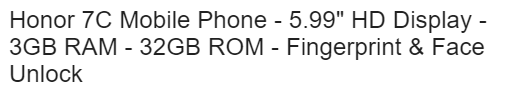 Honor 7C Mobile Phone - 5.99" HD Display -
3GB RAM - 32GB ROM - Fingerprint & Face
Unlock